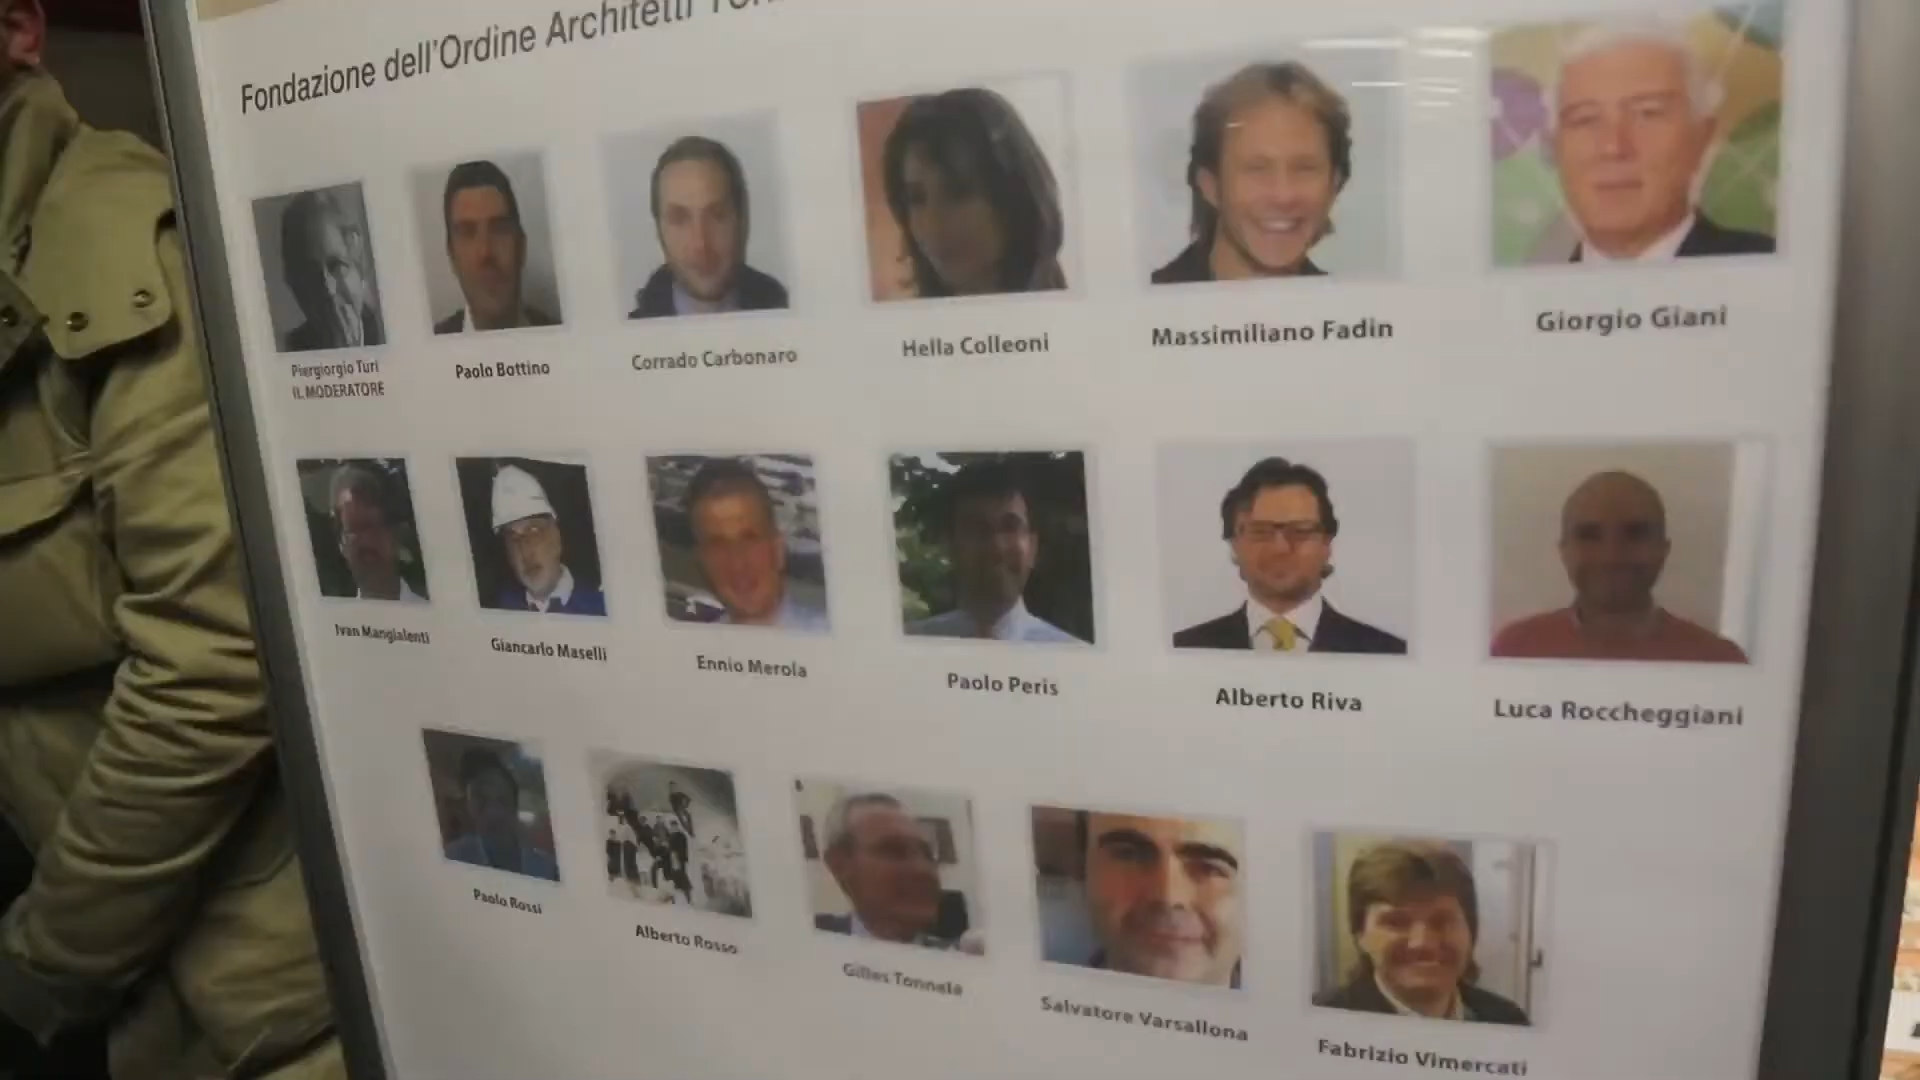 Fondazione dell'Ordine Architetti
Piergiorgio Turi
IL MODERATORE
Paolo Bottino
Corrado Carbonaro
Hella Colleoni
Massimiliano Fadin
Giorgio Giani
Ivan Mangialenti
Giancarlo Maselli
Ennio Merola
Paolo Peris
Alberto Riva
Luca Roccheggiani
Paolo Rossi
Alberto Rosso
Gilles Tonnele
Salvatore Varsallona
Fabrizio Vimercati